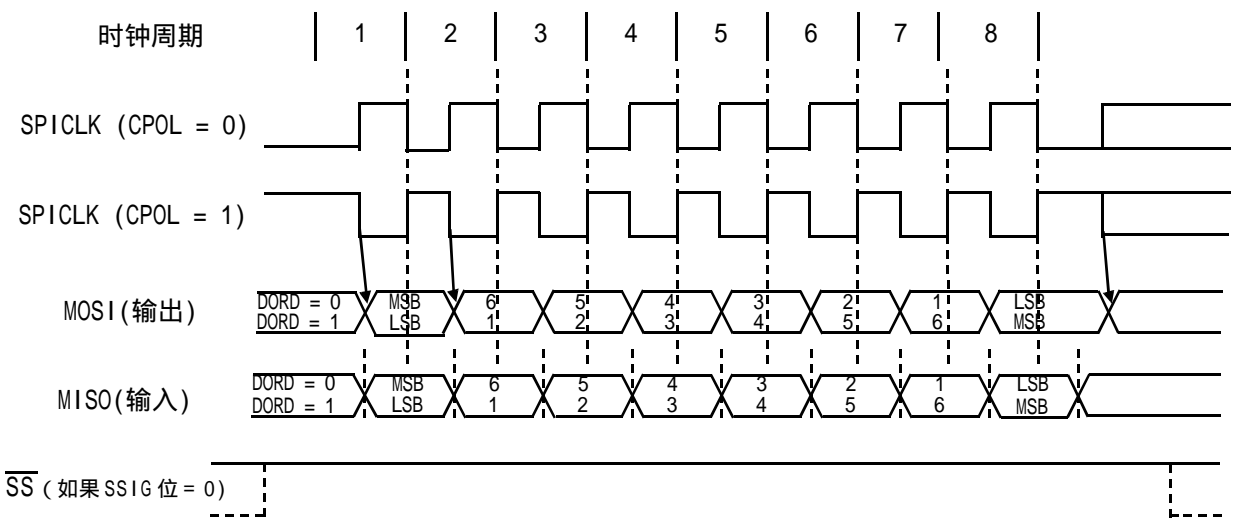 时钟周期 1 2 3 4 5 6 7 8
SPICLK (CPOL = 0)
SPICLK (CPOL = 1)
MOSI(输出) DORD = 0 MSB 6 5 4 3 2 1 LSB
DORD = 1 LSB 1 2 3 4 5 6 MSB
MISO(输入) DORD = 0 MSB 6 5 4 3 2 1 LSB
DORD = 1 LSB 1 2 3 4 5 6 MSB
SS (如果 SSIG 位 = 0)